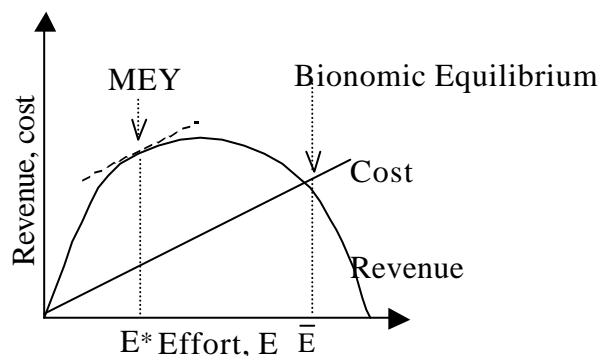 MEY
Bionomic Equilibrium
Revenue, cost
Cost
Revenue
E* Effort, E E̅